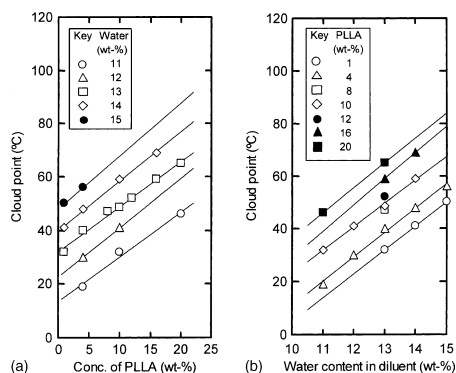 120
100
80
60
40
20
0
Cloud point (ºC)
Key Water
(wt-%)
11
12
13
14
15
0 5 10 15 20 25
(a) Conc. of PLLA (wt-%)
120
100
80
60
40
20
0
Cloud point (ºC)
Key PLLA
(wt-%)
1
4
8
10
12
16
20
10 11 12 13 14 15
(b) Water content in diluent (wt-%)